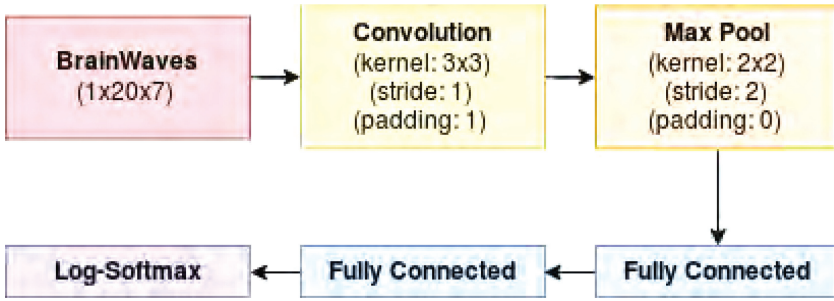 BrainWaves
(1x20x7)
Convolution
(kernel: 3x3)
(stride: 1)
(padding: 1)
Max Pool
(kernel: 2x2)
(stride: 2)
(padding: 0)
Fully Connected
Fully Connected
Log-Softmax